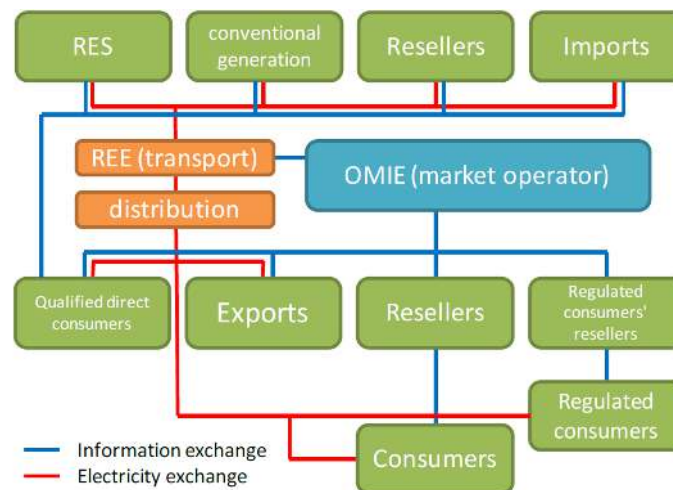 RES
conventional
generation
Resellers
Imports
REE (transport)
OMIE (market operator)
distribution
Qualified direct
consumers
Exports
Resellers
Regulated
consumers'
resellers
Regulated
consumers
Consumers
Information exchange
Electricity exchange